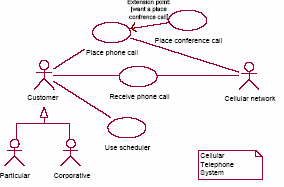 Extension point:
[want a place
confrence call]
Place conference call
Place phone call
Customer
Receive phone call
Cellular network
Use scheduler
Particular
Corporative
Cellular
Telephone
System